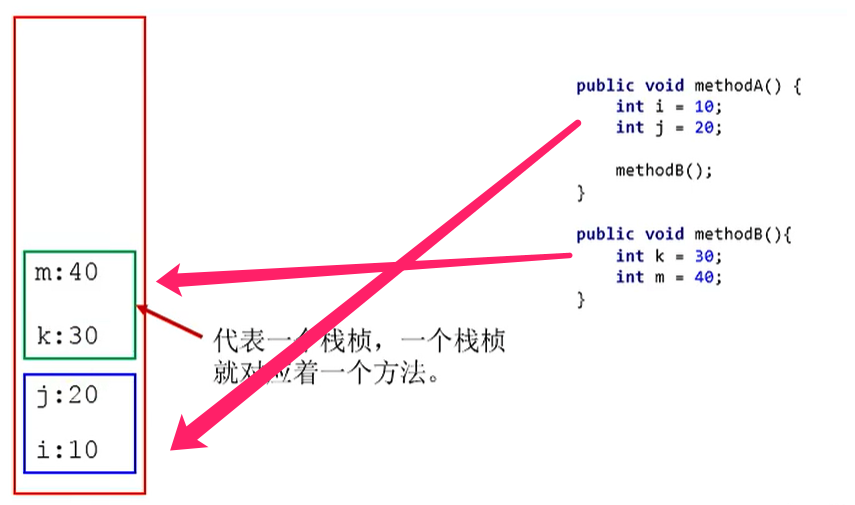 public void methodA() {
int i = 10;
int j = 20;
methodB();
}
public void methodB(){
int k = 30;
int m = 40;
}
m:40
k:30
j:20
i:10
代表一个栈桢，一个栈桢
就对应着一个方法。